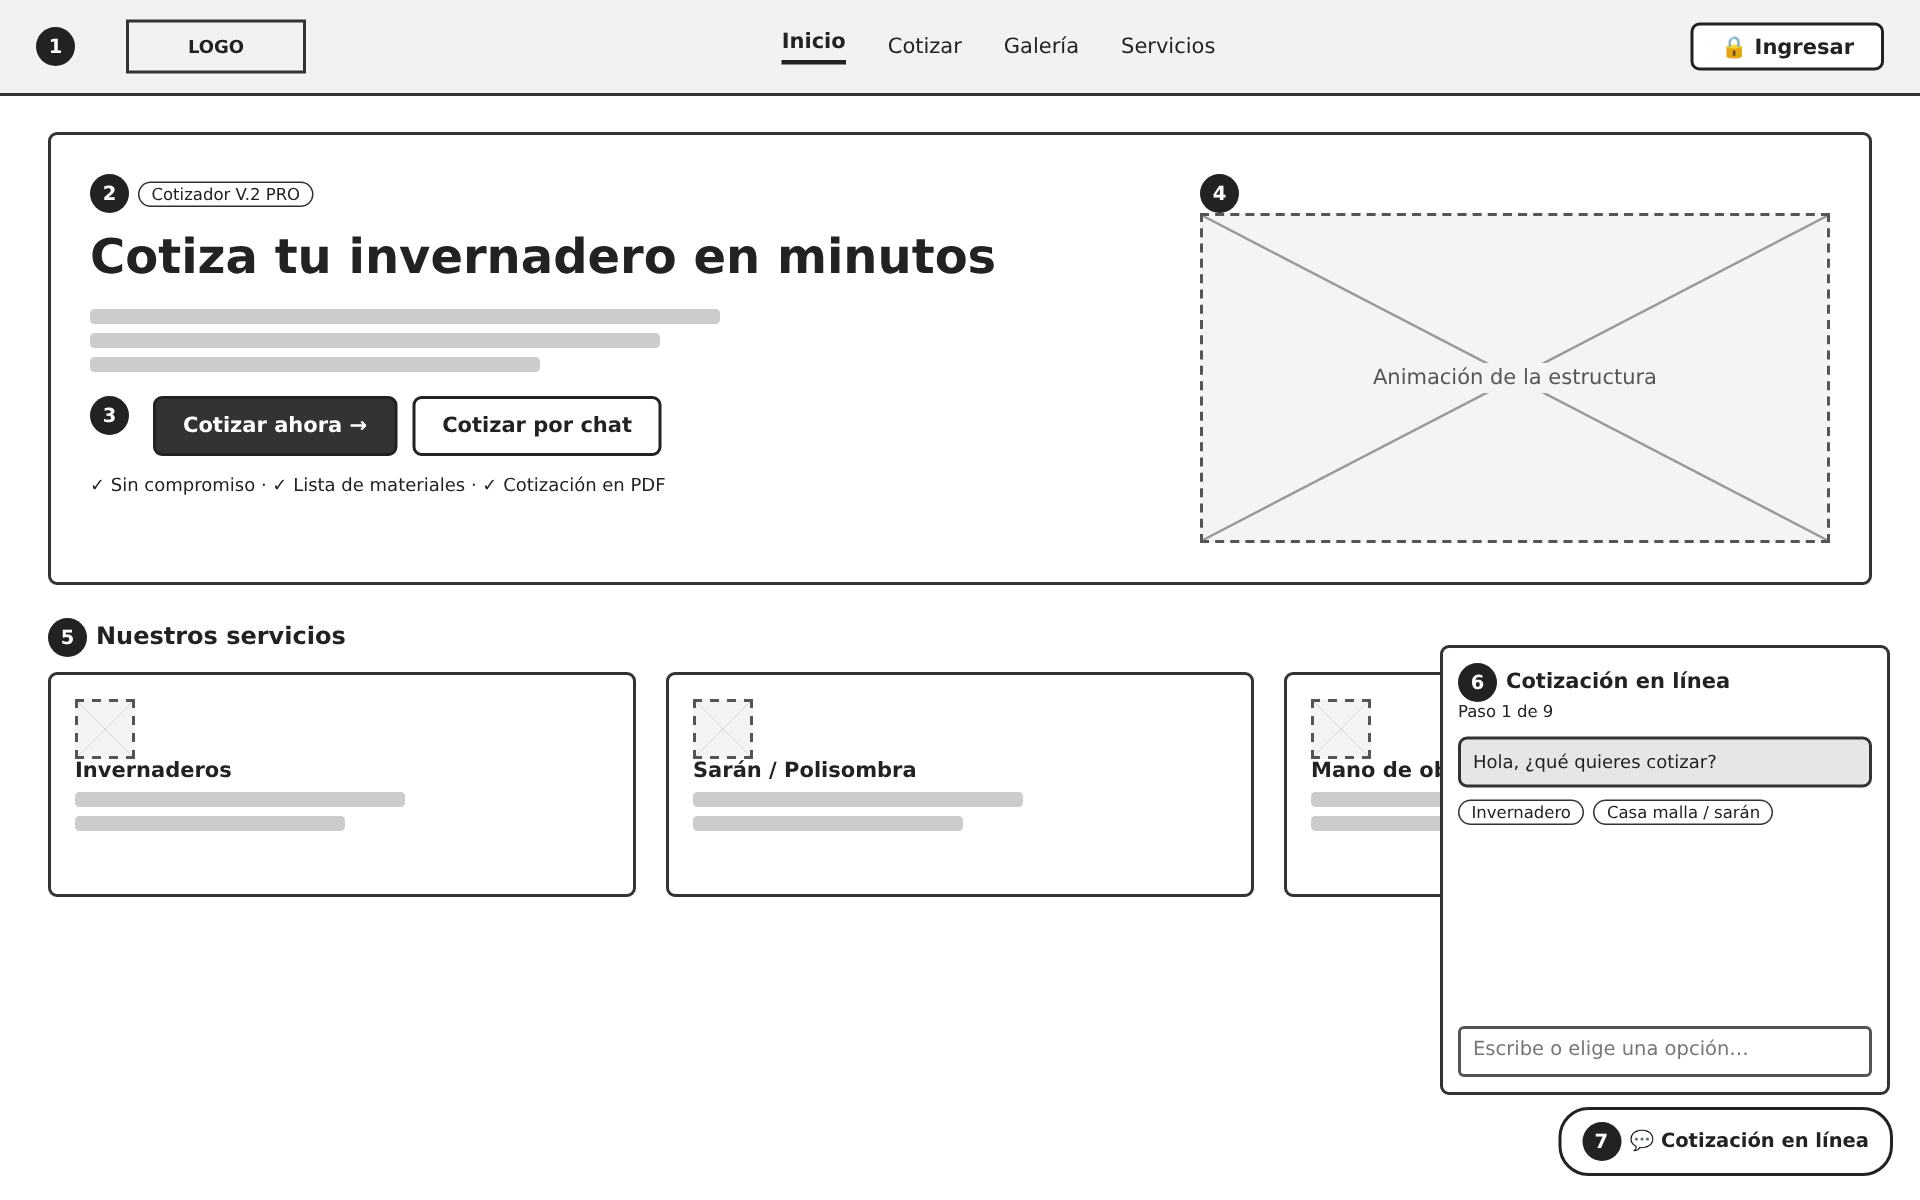 1 LOGO Inicio Cotizar Galería Servicios 🔒 Ingresar
2 Cotizador V.2 PRO
Cotiza tu invernadero en minutos
3 Cotizar ahora → Cotizar por chat
✓ Sin compromiso · ✓ Lista de materiales · ✓ Cotización en PDF
4
Animación de la estructura
5 Nuestros servicios
Invernaderos
Sarán / Polisombra
Mano de ob
6 Cotización en línea
Paso 1 de 9
Hola, ¿qué quieres cotizar?
Invernadero Casa malla / sarán
Escribe o elige una opción...
7 💬 Cotización en línea